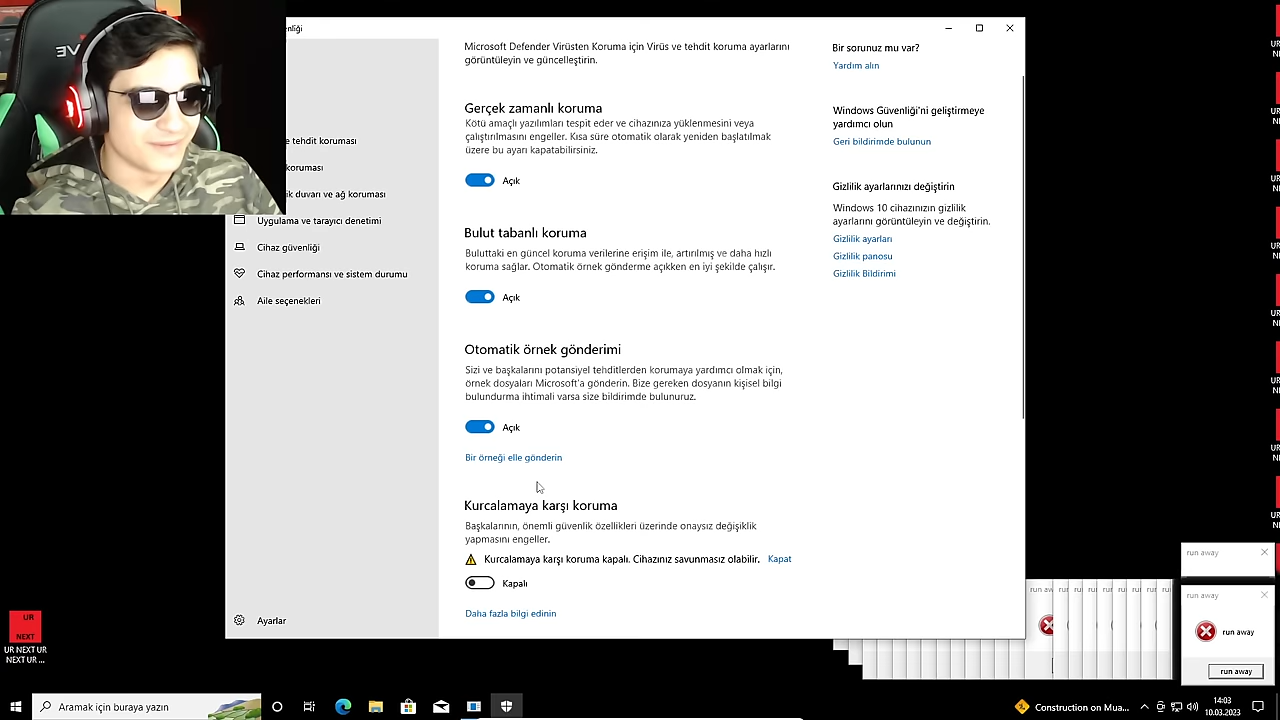 nliği
Microsoft Defender Virüsten Koruma için Virüs ve tehdit koruma ayarlarını
görüntüleyin ve güncelleştirin.
Gerçek zamanlı koruma
Kötü amaçlı yazılımları tespit eder ve cihazınıza yüklenmesini veya
çalıştırılmasını engeller. Kısa süre otomatik olarak yeniden başlatılmak
üzere bu ayarı kapatabilirsiniz.
Açık
Bulut tabanlı koruma
Buluttaki en güncel koruma verilerine erişim ile, artırılmış ve daha hızlı
koruma sağlar. Otomatik örnek gönderme açıkken en iyi şekilde çalışır.
Açık
Otomatik örnek gönderimi
Sizi ve başkalarını potansiyel tehditlerden korumaya yardımcı olmak için,
örnek dosyaları Microsoft'a gönderin. Bize gereken dosyanın kişisel bilgi
bulundurma ihtimali varsa size bildirimde bulunuruz.
Açık
Bir örneği elle gönderin
Kurcalamaya karşı koruma
Başkalarının, önemli güvenlik özellikleri üzerinde onaysız değişiklik
yapmasını engeller.
Kurcalamaya karşı koruma kapalı. Cihazınız savunmasız olabilir. Kapat
Kapalı
Daha fazla bilgi edinin
Bir sorunuz mu var?
Yardım alın
Windows Güvenliği'ni geliştirmeye
yardımcı olun
Geri bildirimde bulunun
Gizlilik ayarlarınızı değiştirin
Windows 10 cihazınızın gizlilik
ayarlarını görüntüleyin ve değiştirin.
Gizlilik ayarları
Gizlilik panosu
Gizlilik Bildirimi
e tehdit koruması
koruması
ik duvarı ve ağ koruması
Uygulama ve tarayıcı denetimi
Cihaz güvenliği
Cihaz performansı ve sistem durumu
Aile seçenekleri
Ayarlar
UR
NEXT
UR NEXT UR
NEXT UR ...
run away
run away
run away
run away
Aramak için buraya yazın
Construction on Mua...
14:03
10.03.2023